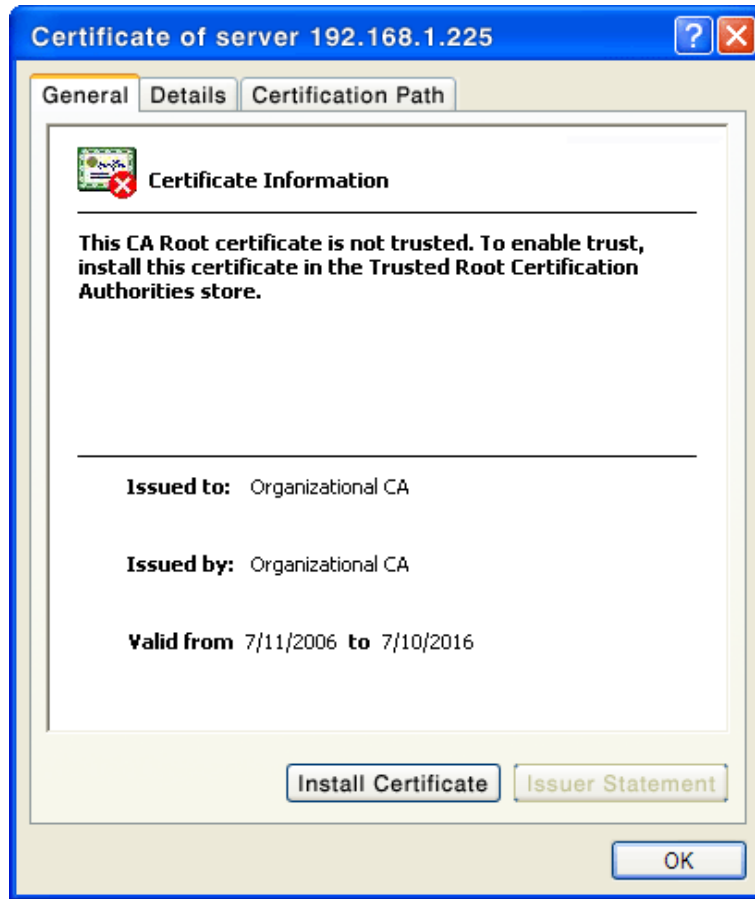 Certificate of server 192.168.1.225
General Details Certification Path
Certificate Information
This CA Root certificate is not trusted. To enable trust,
install this certificate in the Trusted Root Certification
Authorities store.
Issued to: Organizational CA
Issued by: Organizational CA
Valid from 7/11/2006 to 7/10/2016
Install Certificate Issuer Statement
OK